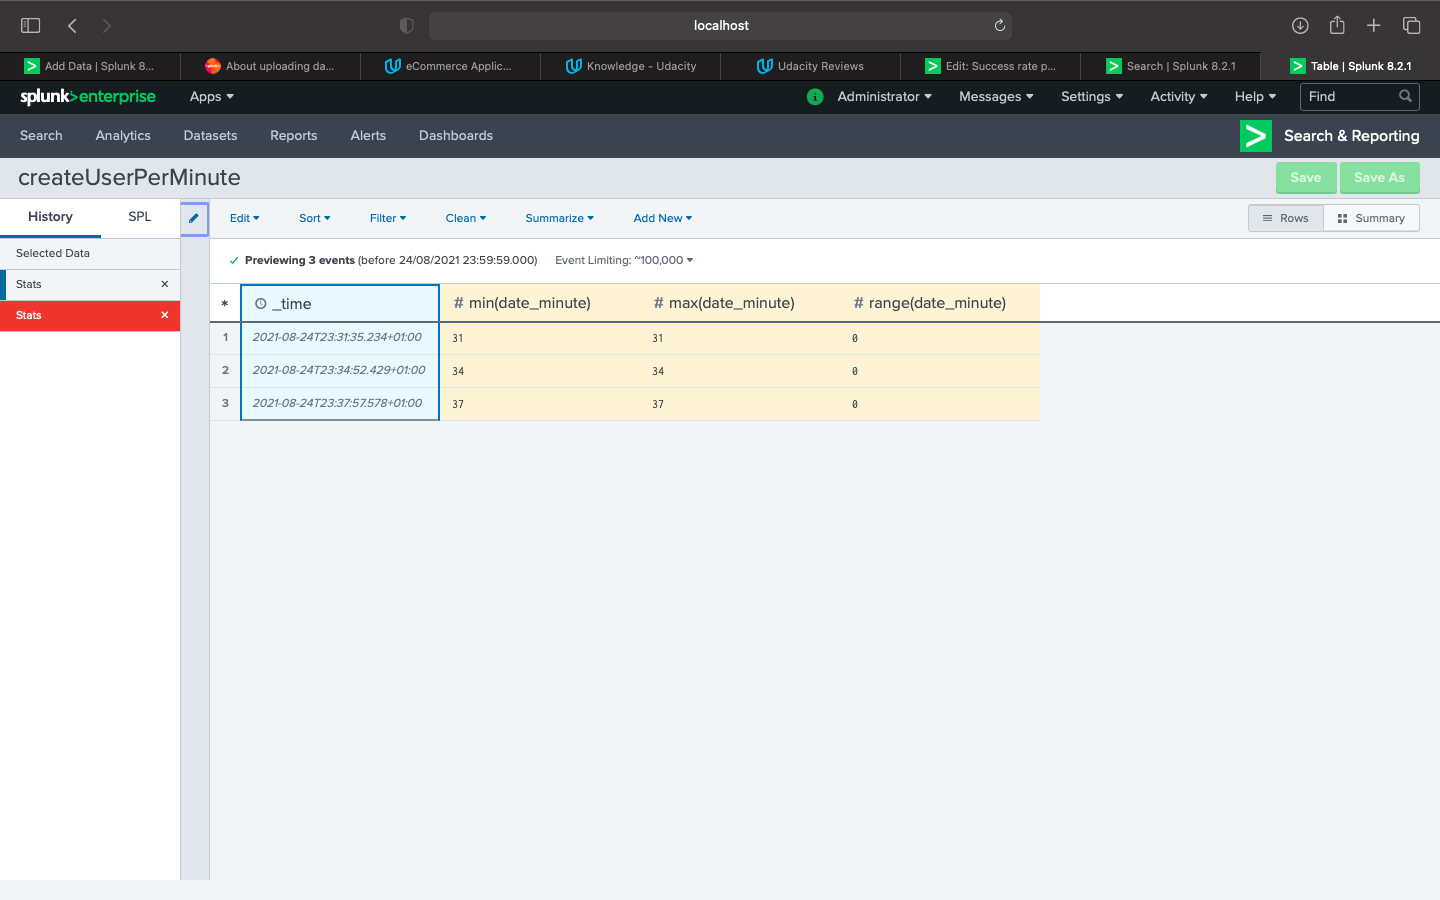 localhost
Add Data | Splunk 8...
About uploading da...
eCommerce Applic...
Knowledge - Udacity
Udacity Reviews
Edit: Success rate p...
Search | Splunk 8.2.1
Table | Splunk 8.2.1
splunk>enterprise Apps Administrator Messages Settings Activity Help Find
Search Analytics Datasets Reports Alerts Dashboards Search & Reporting
createUserPerMinute Save Save As
History SPL Edit Sort Filter Clean Summarize Add New Rows Summary
Selected Data
Stats
Stats
Previewing 3 events (before 24/08/2021 23:59:59.000) Event Limiting: ~100,000
* _time # min(date_minute) # max(date_minute) # range(date_minute)
1 2021-08-24T23:31:35.234+01:00 31 31 0
2 2021-08-24T23:34:52.429+01:00 34 34 0
3 2021-08-24T23:37:57.578+01:00 37 37 0